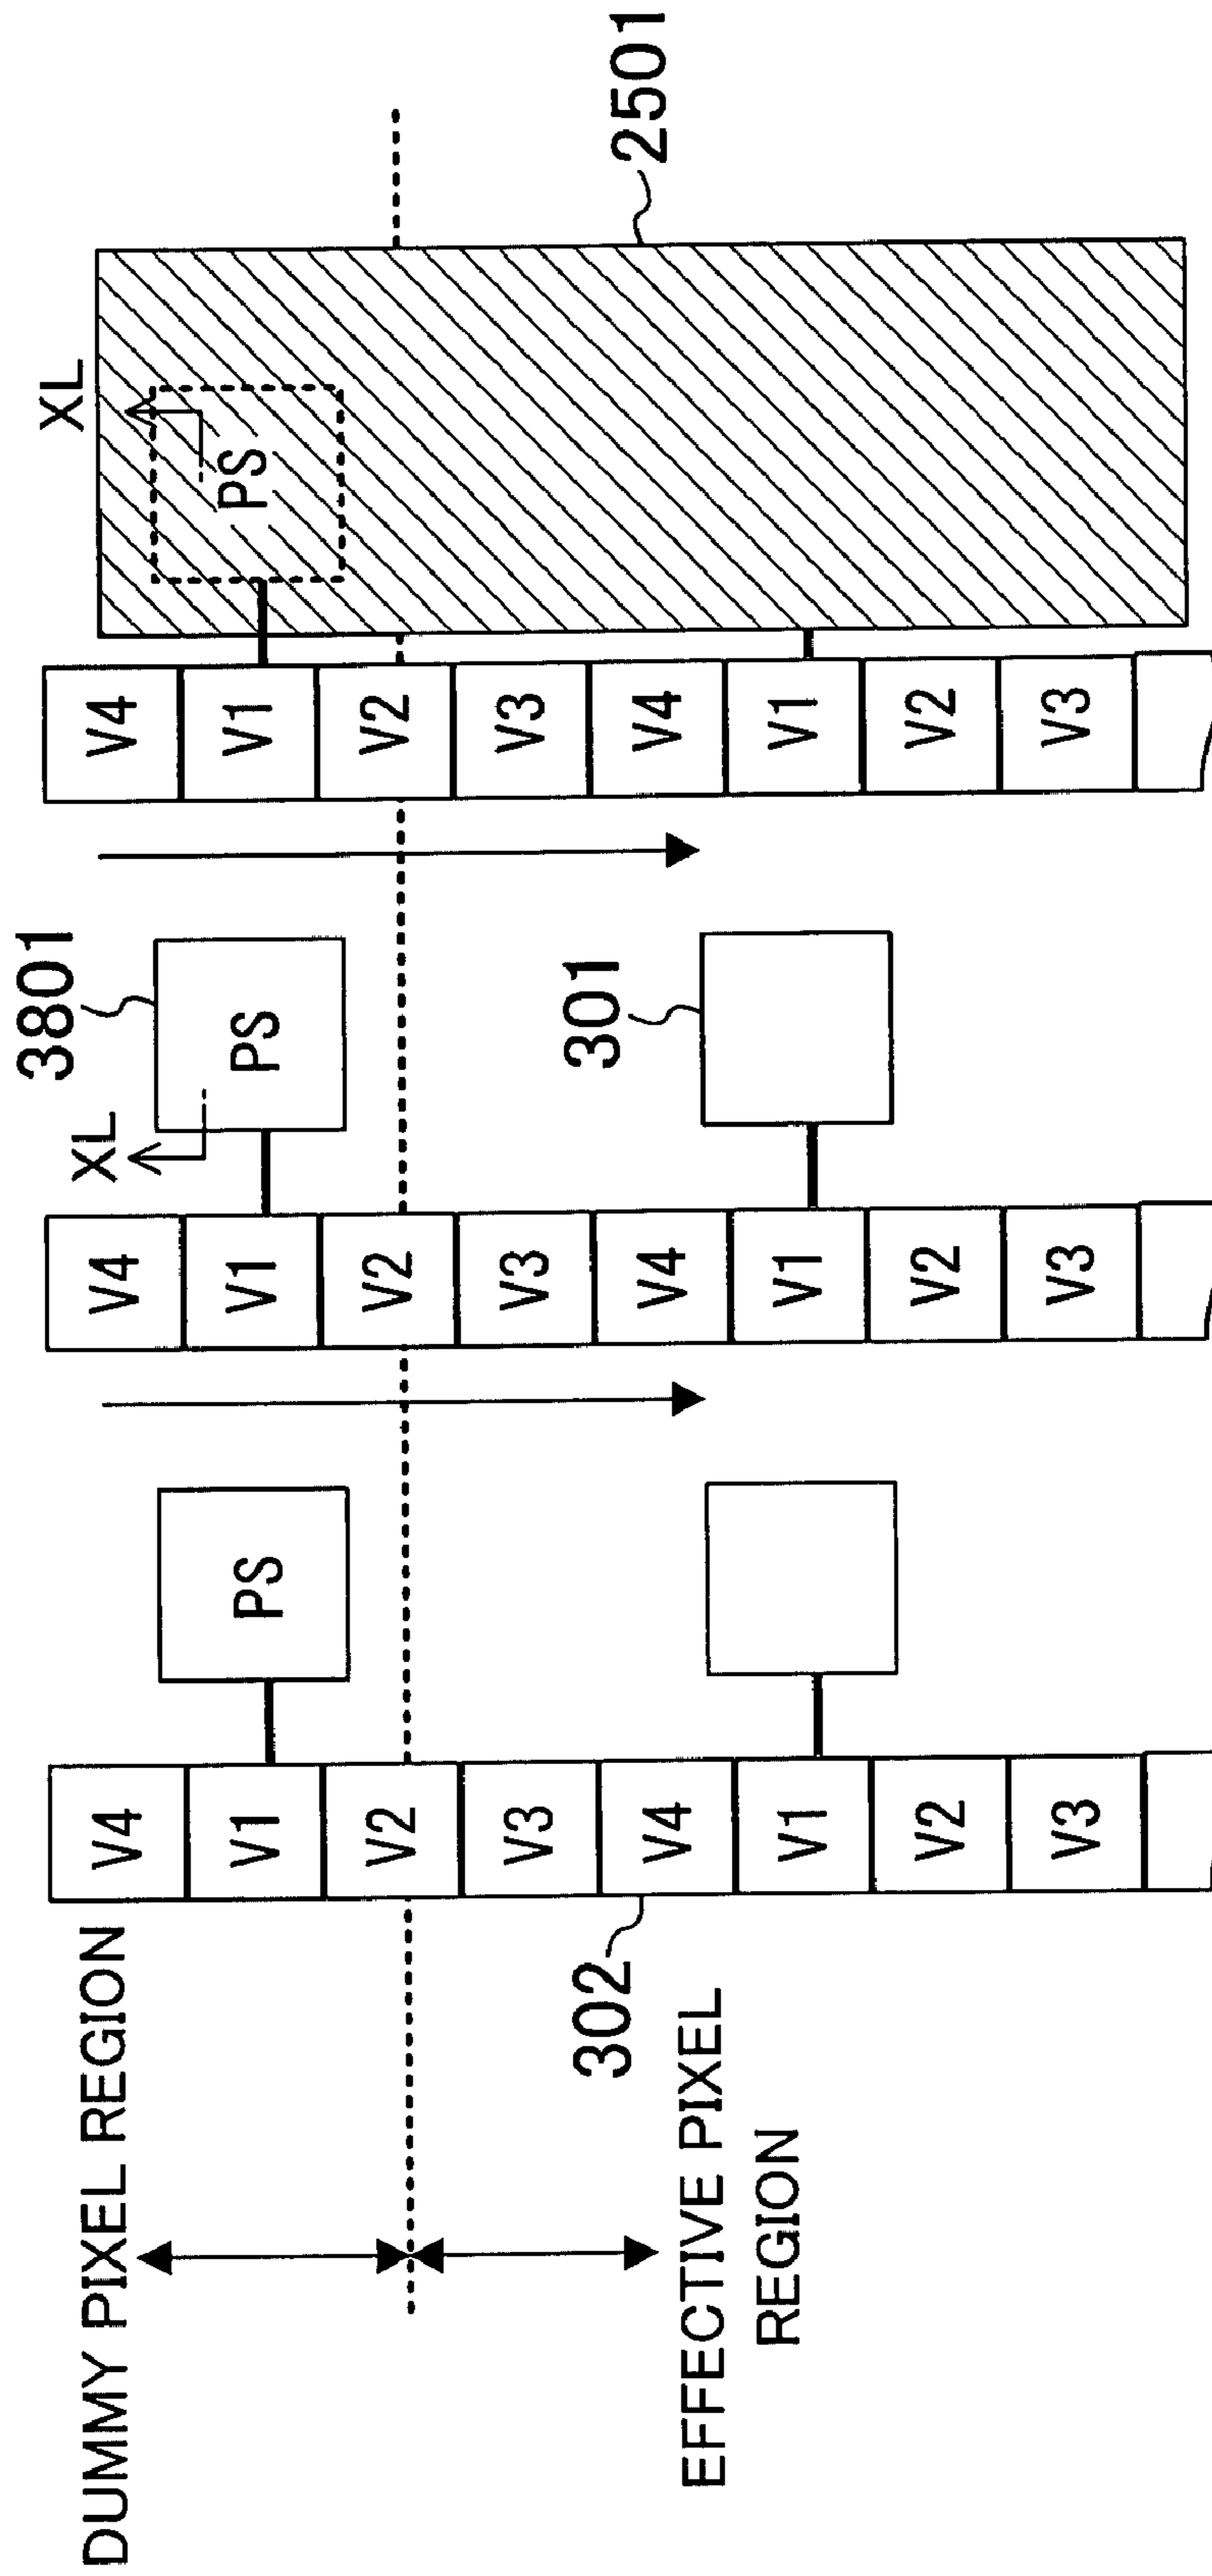 3801
XL
DUMMY PIXEL REGION
XL
V4
V4
V4
V1
PS
V1
PS
V1
PS
V2
V2
V2
V3
V3
V3
302
301
2501
V4
V4
V4
EFFECTIVE PIXEL
REGION
V1
V1
V1
V2
V2
V2
V3
V3
V3